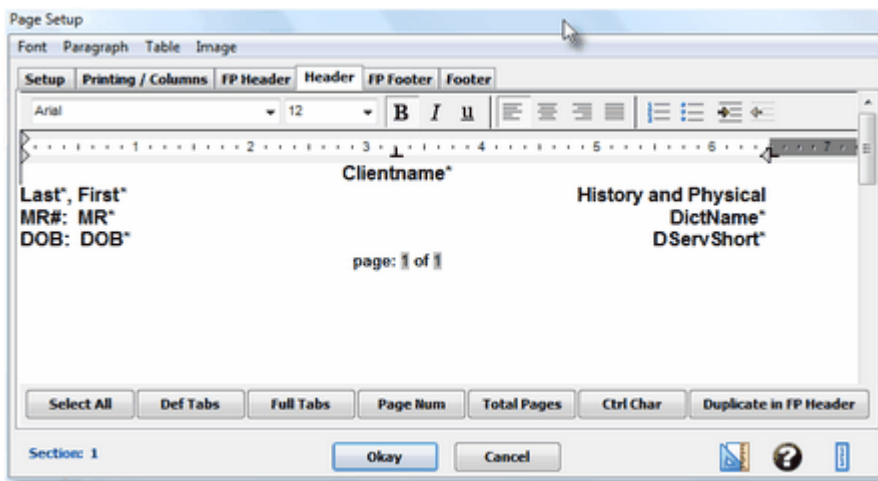 Page Setup
Font Paragraph Table Image
Setup Printing / Columns FP Header Header FP Footer Footer
Arial 12 B I u
1 2 3 4 5 6 7
Clientname*
Last*, First* History and Physical
MR#: MR* DictName*
DOB: DOB* DServShort*
page: 1 of 1
Select All Def Tabs Full Tabs Page Num Total Pages Ctrl Char Duplicate in FP Header
Section: 1 Okay Cancel ?